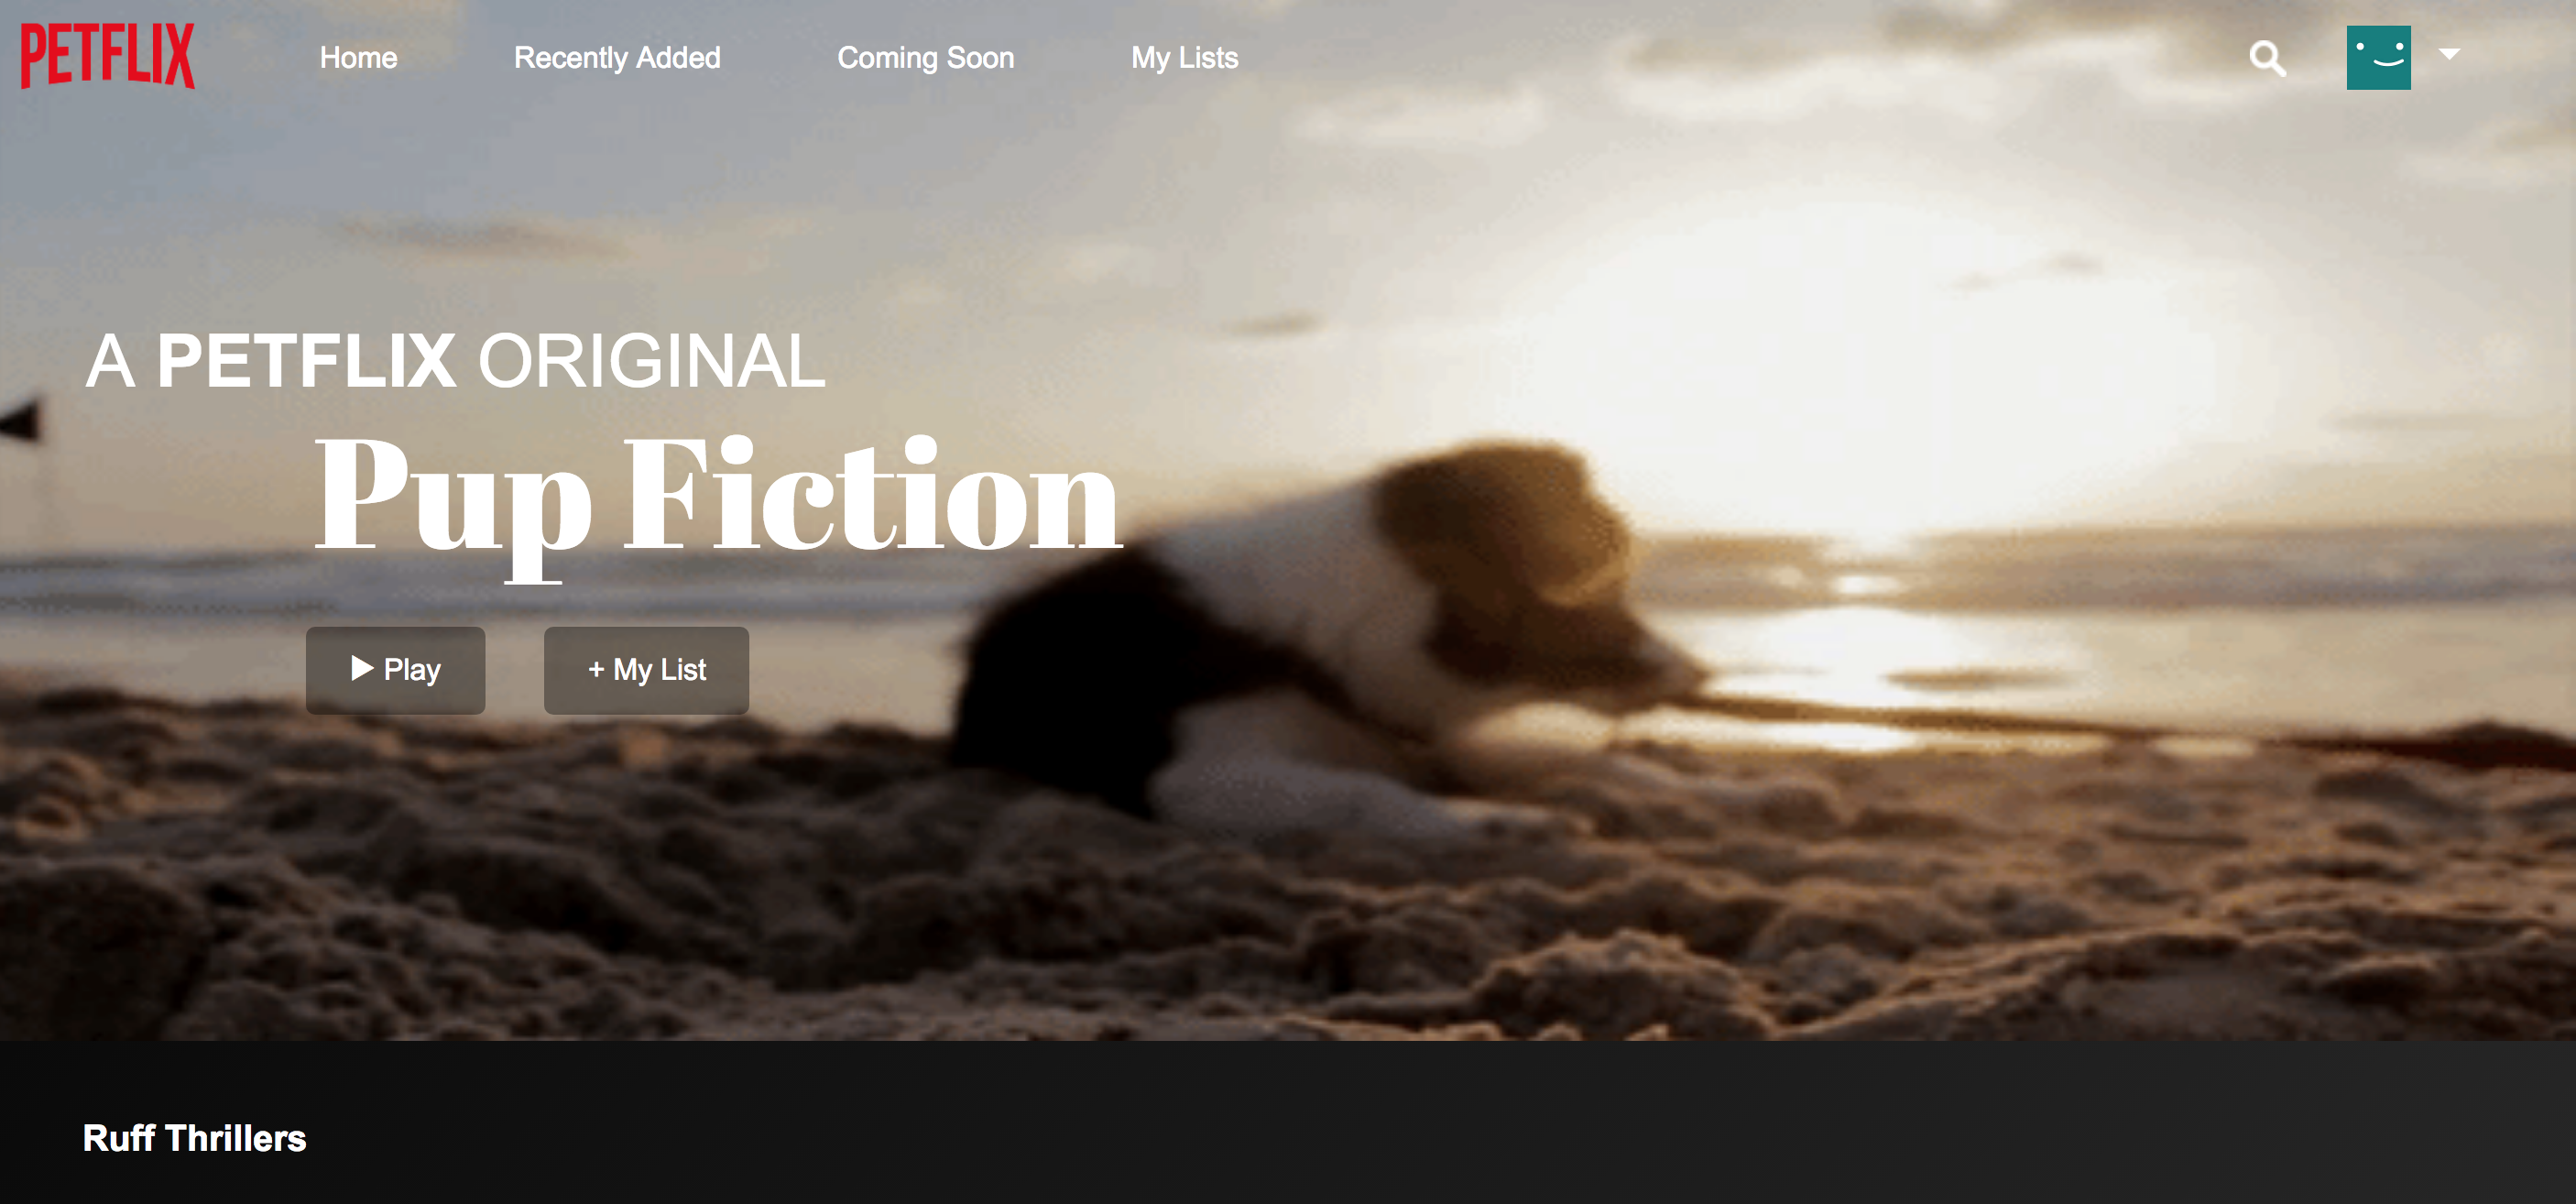 PETFLIX Home Recently Added Coming Soon My Lists
A PETFLIX ORIGINAL
Pup Fiction
Play + My List
Ruff Thrillers